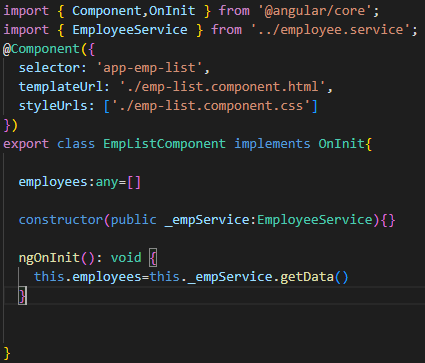 import { Component,OnInit } from '@angular/core';
import { EmployeeService } from '../employee.service';
@Component({
  selector: 'app-emp-list',
  templateUrl: './emp-list.component.html',
  styleUrls: ['./emp-list.component.css']
})
export class EmpListComponent implements OnInit{
  employees:any=[]
  constructor(public _empService:EmployeeService){}
  ngOnInit(): void {
    this.employees=this._empService.getData()
  }
}